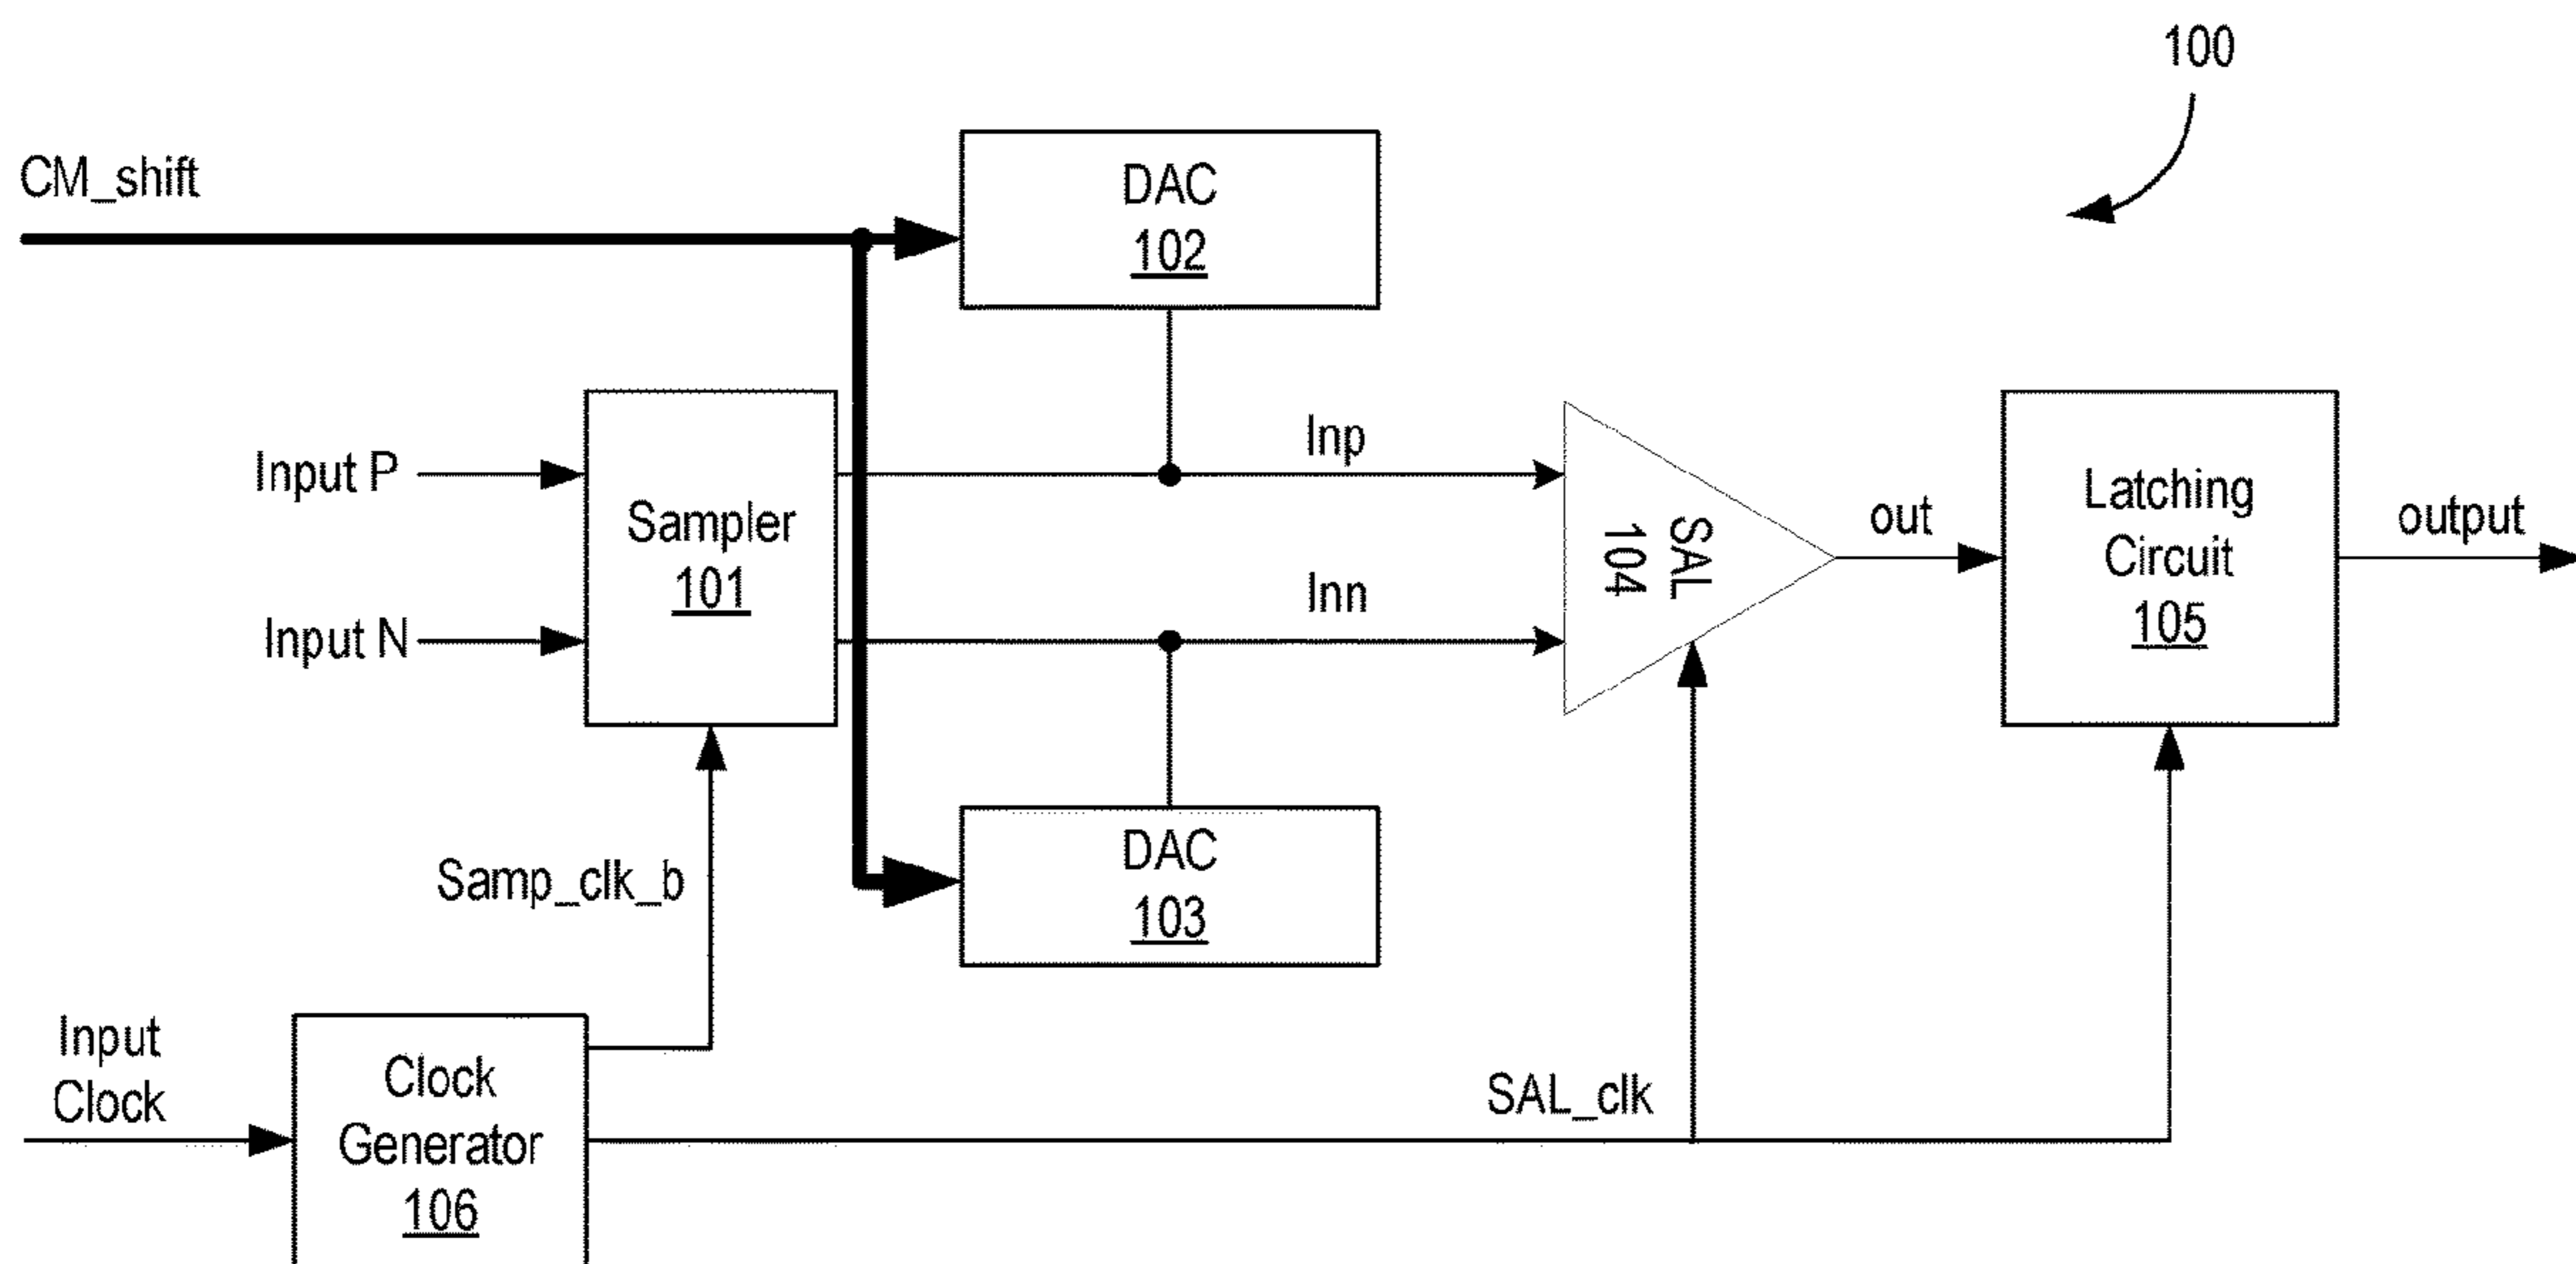 100
CM_shift
DAC
102
Input P
Sampler
101
Input N
Inp
Inn
SAL
104
out
Latching
Circuit
105
output
DAC
103
Samp_clk_b
Input
Clock
Clock
Generator
106
SAL_clk